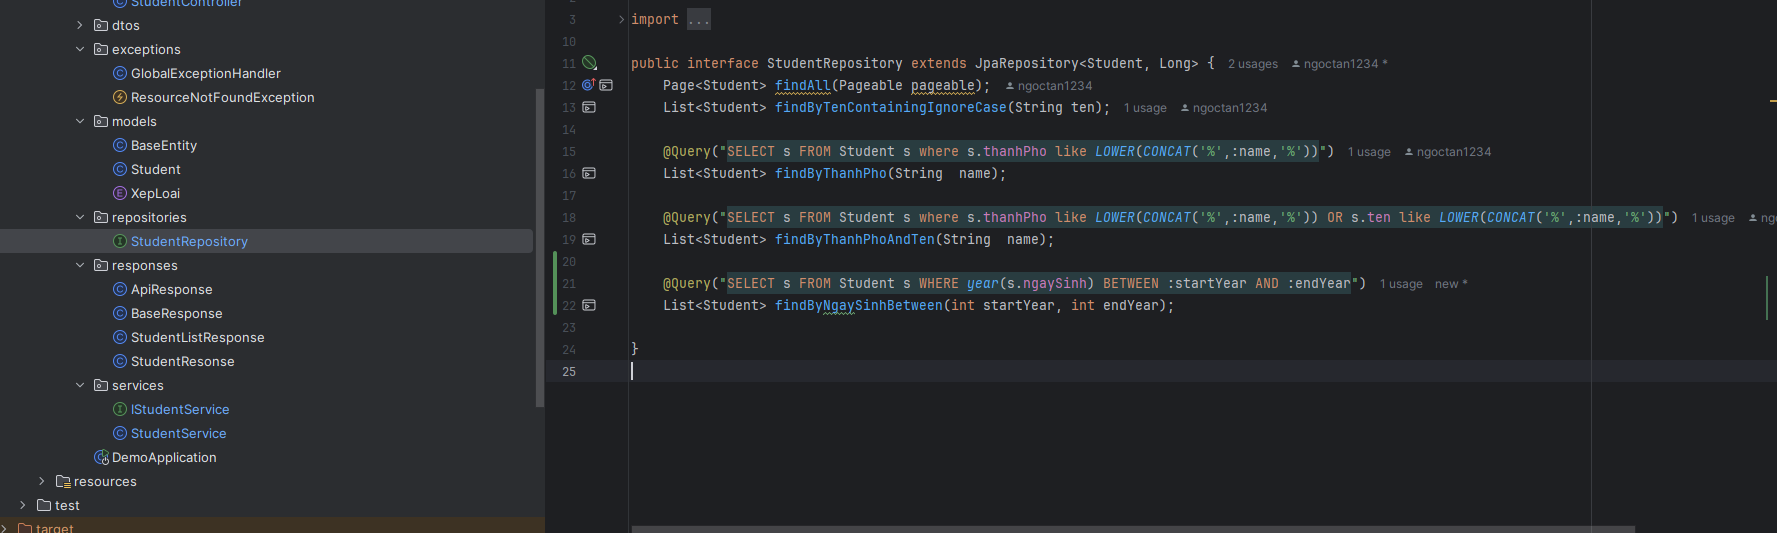 StudentController
dtos
exceptions
GlobalExceptionHandler
ResourceNotFoundException
models
BaseEntity
Student
XepLoai
repositories
StudentRepository
responses
ApiResponse
BaseResponse
StudentListResponse
StudentResonse
services
IStudentService
StudentService
DemoApplication
resources
test
target
3 import ...
10
11 public interface StudentRepository extends JpaRepository<Student, Long> { 2 usages ngoctan1234 *
12 Page<Student> findAll(Pageable pageable); ngoctan1234
13 List<Student> findByTenContainingIgnoreCase(String ten); 1 usage ngoctan1234
14
15 @Query("SELECT s FROM Student s where s.thanhPho like LOWER(CONCAT('%',:name,'%'))") 1 usage ngoctan1234
16 List<Student> findByThanhPho(String  name);
17
18 @Query("SELECT s FROM Student s where s.thanhPho like LOWER(CONCAT('%',:name,'%')) OR s.ten like LOWER(CONCAT('%',:name,'%'))") 1 usage
19 List<Student> findByThanhPhoAndTen(String  name);
20
21 @Query("SELECT s FROM Student s WHERE year(s.ngaySinh) BETWEEN :startYear AND :endYear") 1 usage new *
22 List<Student> findByNgaySinhBetween(int startYear, int endYear);
23
24 }
25